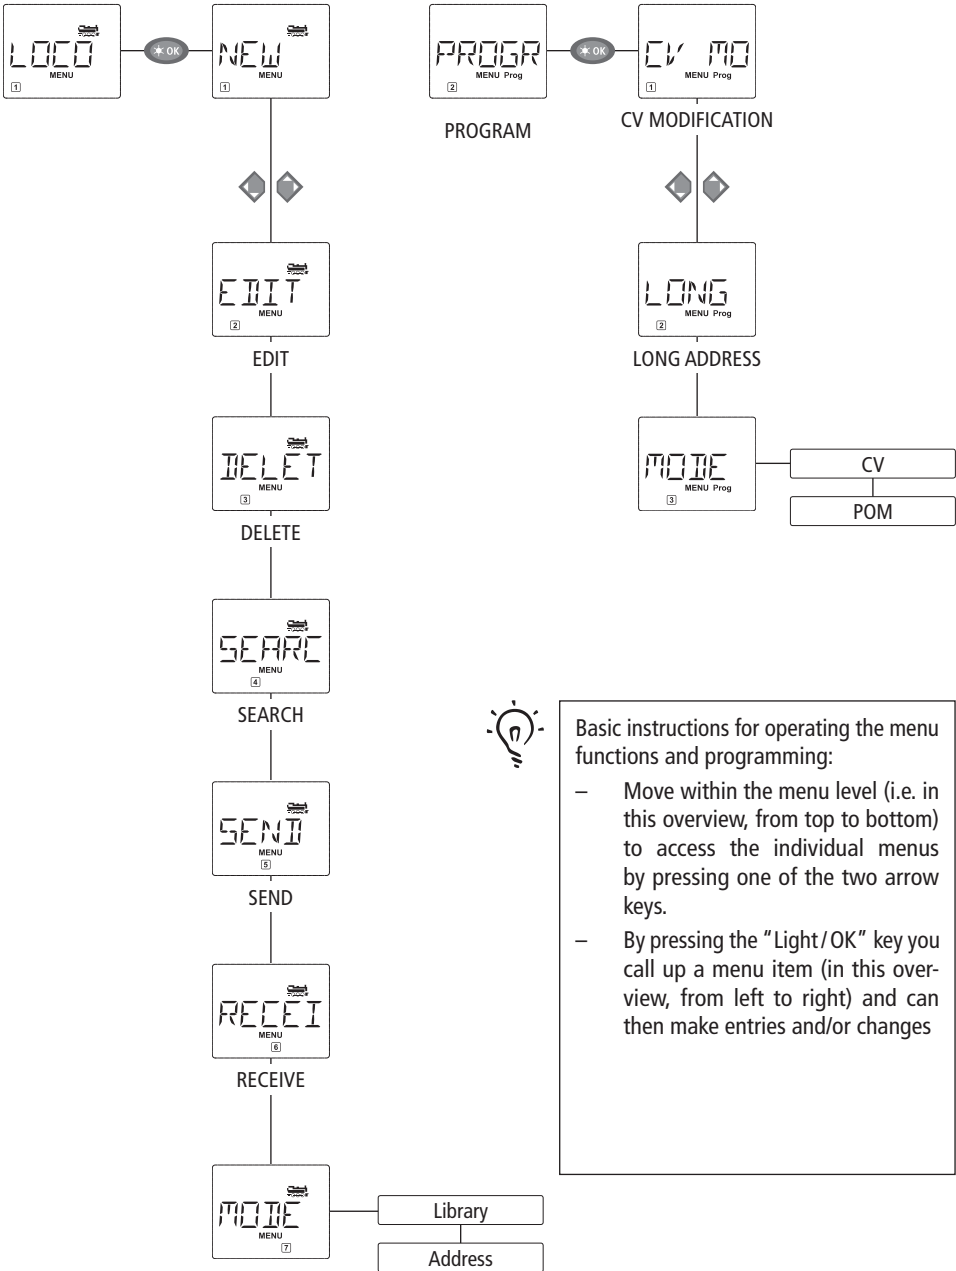 LOCO
MENU
1
✶ OK
NEW
MENU
1
EDIT
MENU
2
EDIT
DELET
MENU
3
DELETE
SEARC
MENU
4
SEARCH
SEND
MENU
5
SEND
RECEI
MENU
6
RECEIVE
MODE
MENU
7
Library
Address
PROGR
MENU Prog
2
PROGRAM
✶ OK
CV MO
MENU Prog
1
CV MODIFICATION
LONG
MENU Prog
2
LONG ADDRESS
MODE
MENU Prog
3
CV
POM
Basic instructions for operating the menu
functions and programming:
– Move within the menu level (i.e. in
this overview, from top to bottom)
to access the individual menus
by pressing one of the two arrow
keys.
– By pressing the "Light/OK" key you
call up a menu item (in this over-
view, from left to right) and can
then make entries and/or changes